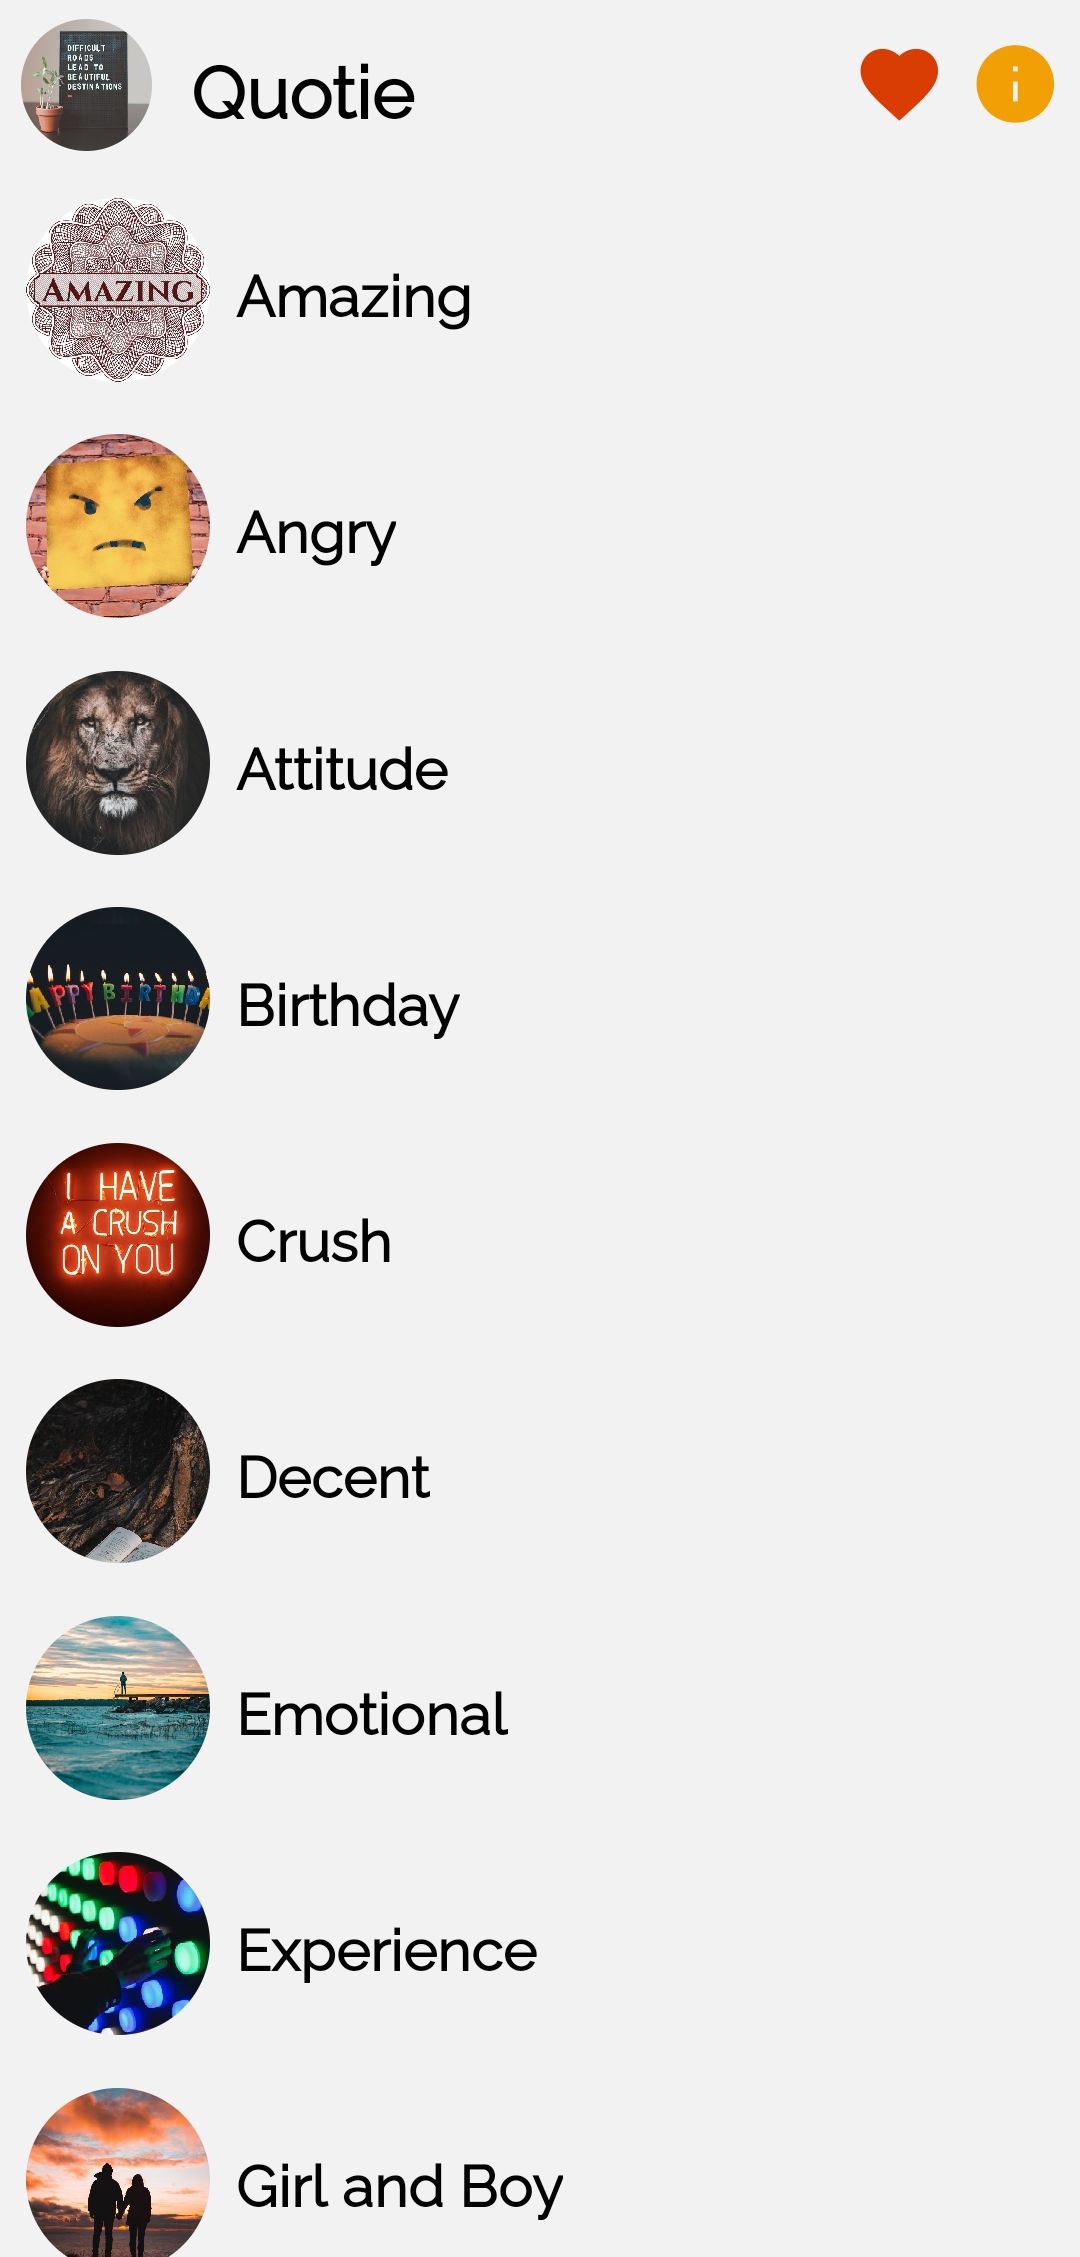 DIFFICULT
ROADS
LEAD TO
BEAUTIFUL
DESTINATIONS
Quotie
AMAZING
Amazing
Angry
Attitude
APPY BIRTHDA
Birthday
I HAVE
A CRUSH
ON YOU
Crush
Decent
Emotional
Experience
Girl and Boy